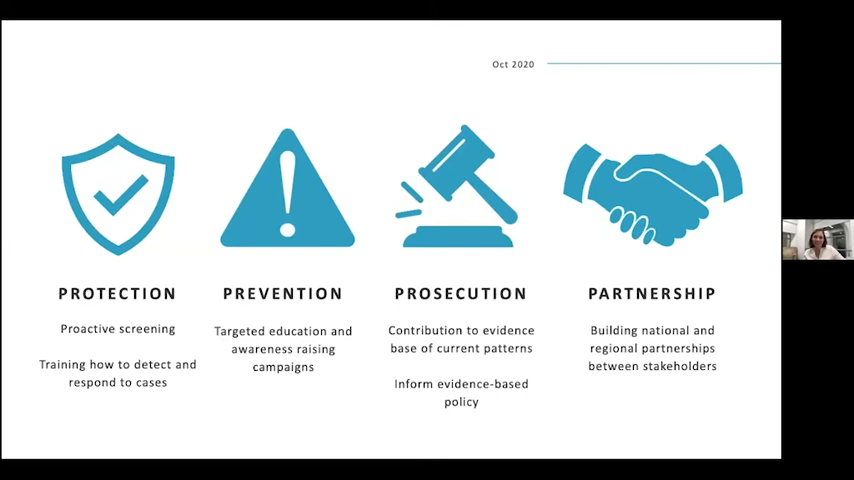 Oct 2020
PROTECTION
Proactive screening
Training how to detect and
respond to cases
PREVENTION
Targeted education and
awareness raising
campaigns
PROSECUTION
Contribution to evidence
base of current patterns
Inform evidence-based
policy
PARTNERSHIP
Building national and
regional partnerships
between stakeholders